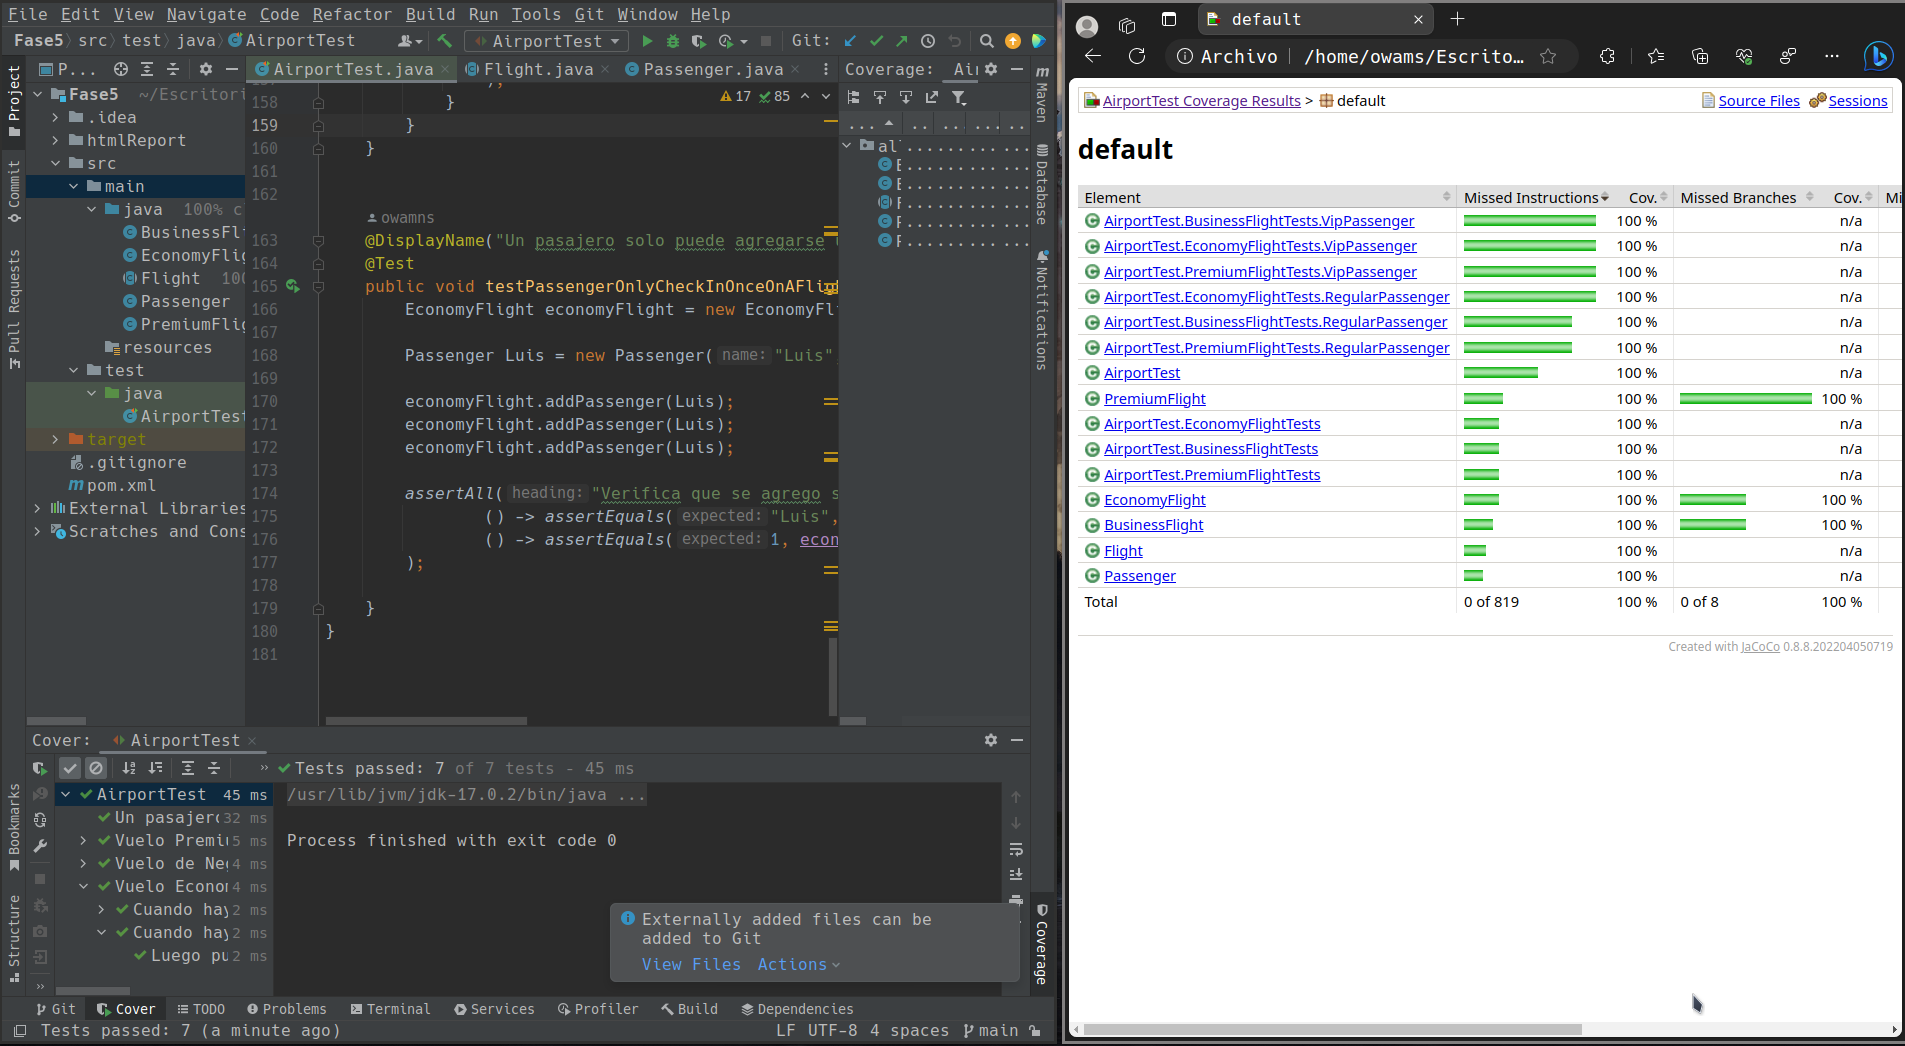 File Edit View Navigate Code Refactor Build Run Tools Git Window Help
Fase5 src test java AirportTest
AirportTest
Git:
Project
Commit
Pull Requests
Bookmarks
Structure
P...
Fase5 ~/Escritori
.idea
htmlReport
src
main
java 100% c
BusinessFl
EconomyFlig
Flight 100
Passenger
PremiumFlig
resources
test
java
AirportTest
target
.gitignore
pom.xml
External Libraries
Scratches and Cons
AirportTest.java
Flight.java
Passenger.java
17 85
158 }
159 }
160 }
161
162
owamns
163 @DisplayName("Un pasajero solo puede agregarse
164 @Test
165 public void testPassengerOnlyCheckInOnceOnAFlig
166 EconomyFlight economyFlight = new EconomyFl
167
168 Passenger Luis = new Passenger( name: "Luis",
169
170 economyFlight.addPassenger(Luis);
171 economyFlight.addPassenger(Luis);
172 economyFlight.addPassenger(Luis);
173
174 assertAll( heading: "Verifica que se agrego s
175 () -> assertEquals( expected: "Luis",
176 () -> assertEquals( expected: 1, econ
177 );
178
179 }
180 }
181
Coverage: Air
... .. .. ... ..
al
Maven
Database
Notifications
Coverage
Cover: AirportTest
Tests passed: 7 of 7 tests - 45 ms
AirportTest 45 ms
Un pasajero 32 ms
Vuelo Premiu 5 ms
Vuelo de Neg 4 ms
Vuelo Econom 4 ms
Cuando hay 2 ms
Cuando hay 2 ms
Luego pu 2 ms
/usr/lib/jvm/jdk-17.0.2/bin/java ...
Process finished with exit code 0
Externally added files can be
added to Git
View Files Actions
Git Cover TODO Problems Terminal Services Profiler Build Dependencies
Tests passed: 7 (a minute ago)
LF UTF-8 4 spaces main
default
Archivo | /home/owams/Escrito...
AirportTest Coverage Results > default
Source Files Sessions
default
Element Missed Instructions Cov. Missed Branches Cov. Mi
AirportTest.BusinessFlightTests.VipPassenger 100 % n/a
AirportTest.EconomyFlightTests.VipPassenger 100 % n/a
AirportTest.PremiumFlightTests.VipPassenger 100 % n/a
AirportTest.EconomyFlightTests.RegularPassenger 100 % n/a
AirportTest.BusinessFlightTests.RegularPassenger 100 % n/a
AirportTest.PremiumFlightTests.RegularPassenger 100 % n/a
AirportTest 100 % n/a
PremiumFlight 100 % 100 %
AirportTest.EconomyFlightTests 100 % n/a
AirportTest.BusinessFlightTests 100 % n/a
AirportTest.PremiumFlightTests 100 % n/a
EconomyFlight 100 % 100 %
BusinessFlight 100 % 100 %
Flight 100 % n/a
Passenger 100 % n/a
Total 0 of 819 100 % 0 of 8 100 %
Created with JaCoCo 0.8.8.202204050719